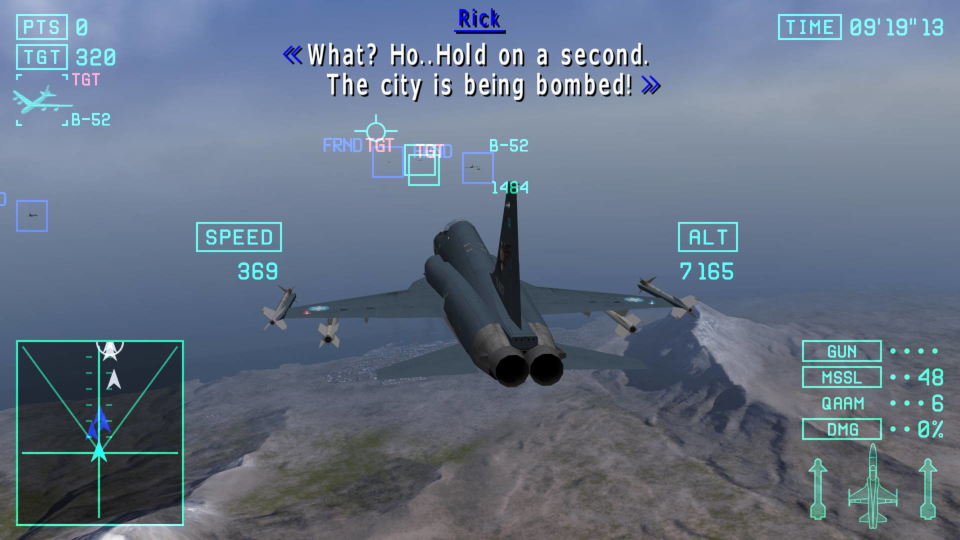 Rick
«What? Ho..Hold on a second.
The city is being bombed!»
PTS 0
TGT 320
TGT
B-52
TIME 09'19"13
FRND TGT
TGT
B-52
1484
SPEED
369
ALT
7165
GUN ····
MSSL ··48
QAAM ···6
DMG ··0%